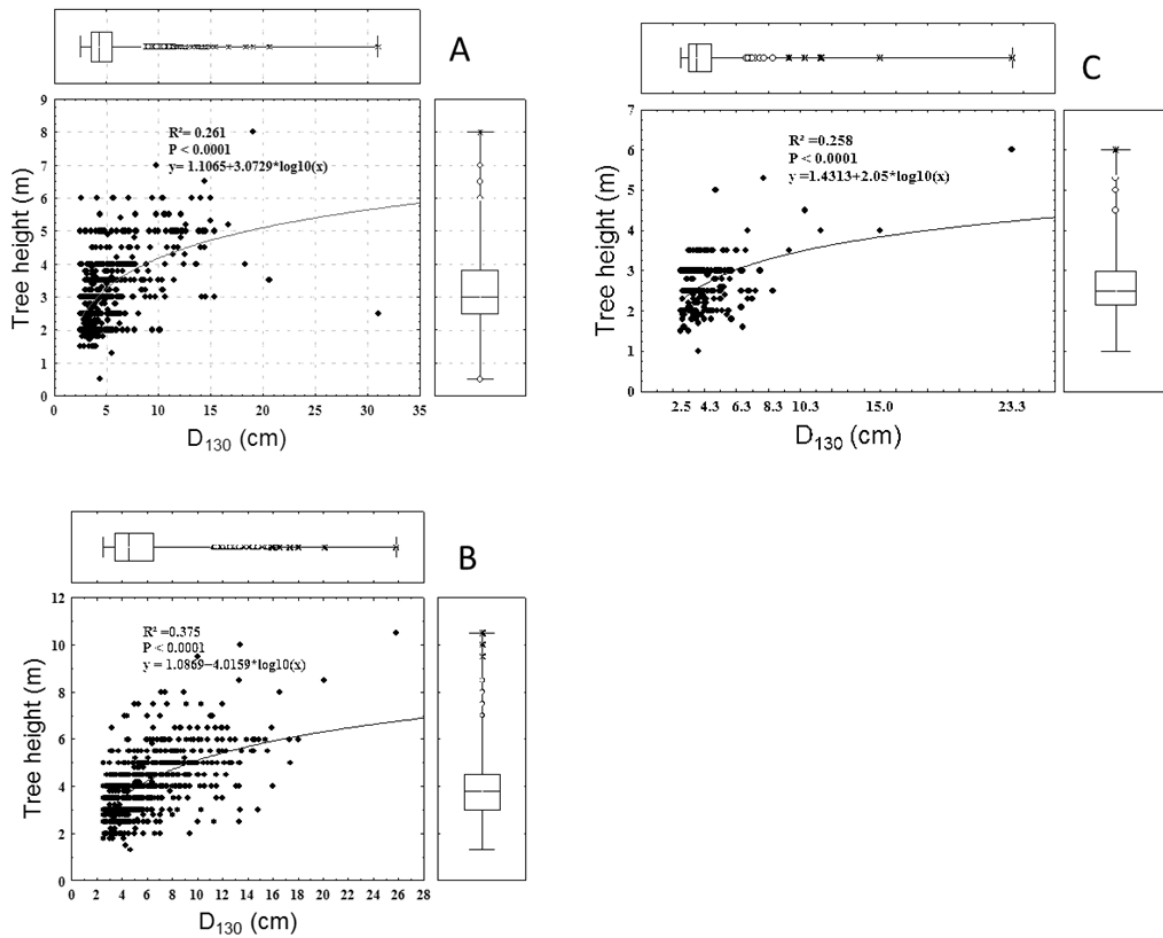 A
9
8
7
6
5
4
3
2
1
0
Tree height (m)
R²= 0.261
P < 0.0001
y= 1.1065+3.0729*log10(x)
0 5 10 15 20 25 30 35
D₁₃₀ (cm)
C
7
6
5
4
3
2
1
0
Tree height (m)
R² =0.258
P < 0.0001
y =1.4313+2.05*log10(x)
2.5 4.3 6.3 8.3 10.3 15.0 23.3
D₁₃₀ (cm)
B
12
10
8
6
4
2
0
Tree height (m)
R² =0.375
P < 0.0001
y = 1.0869−4.0159*log10(x)
0 2 4 6 8 10 12 14 16 18 20 22 24 26 28
D₁₃₀ (cm)